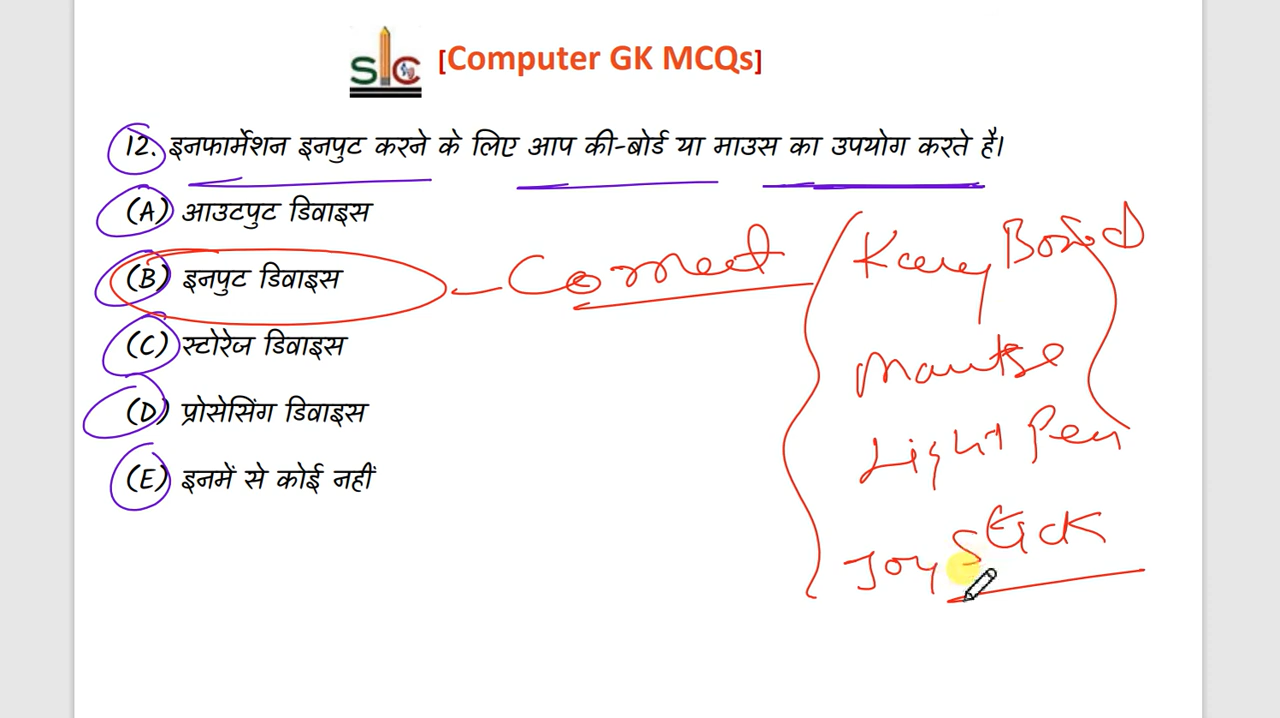 SLC
[Computer GK MCQs]
12. इनफार्मेशन इनपुट करने के लिए आप की-बोर्ड या माउस का उपयोग करते है।
(A) आउटपुट डिवाइस
(B) इनपुट डिवाइस
(C) स्टोरेज डिवाइस
(D) प्रोसेसिंग डिवाइस
(E) इनमें से कोई नहीं
Correct
Key Board
Mouse
Light Pen
Joy Stick